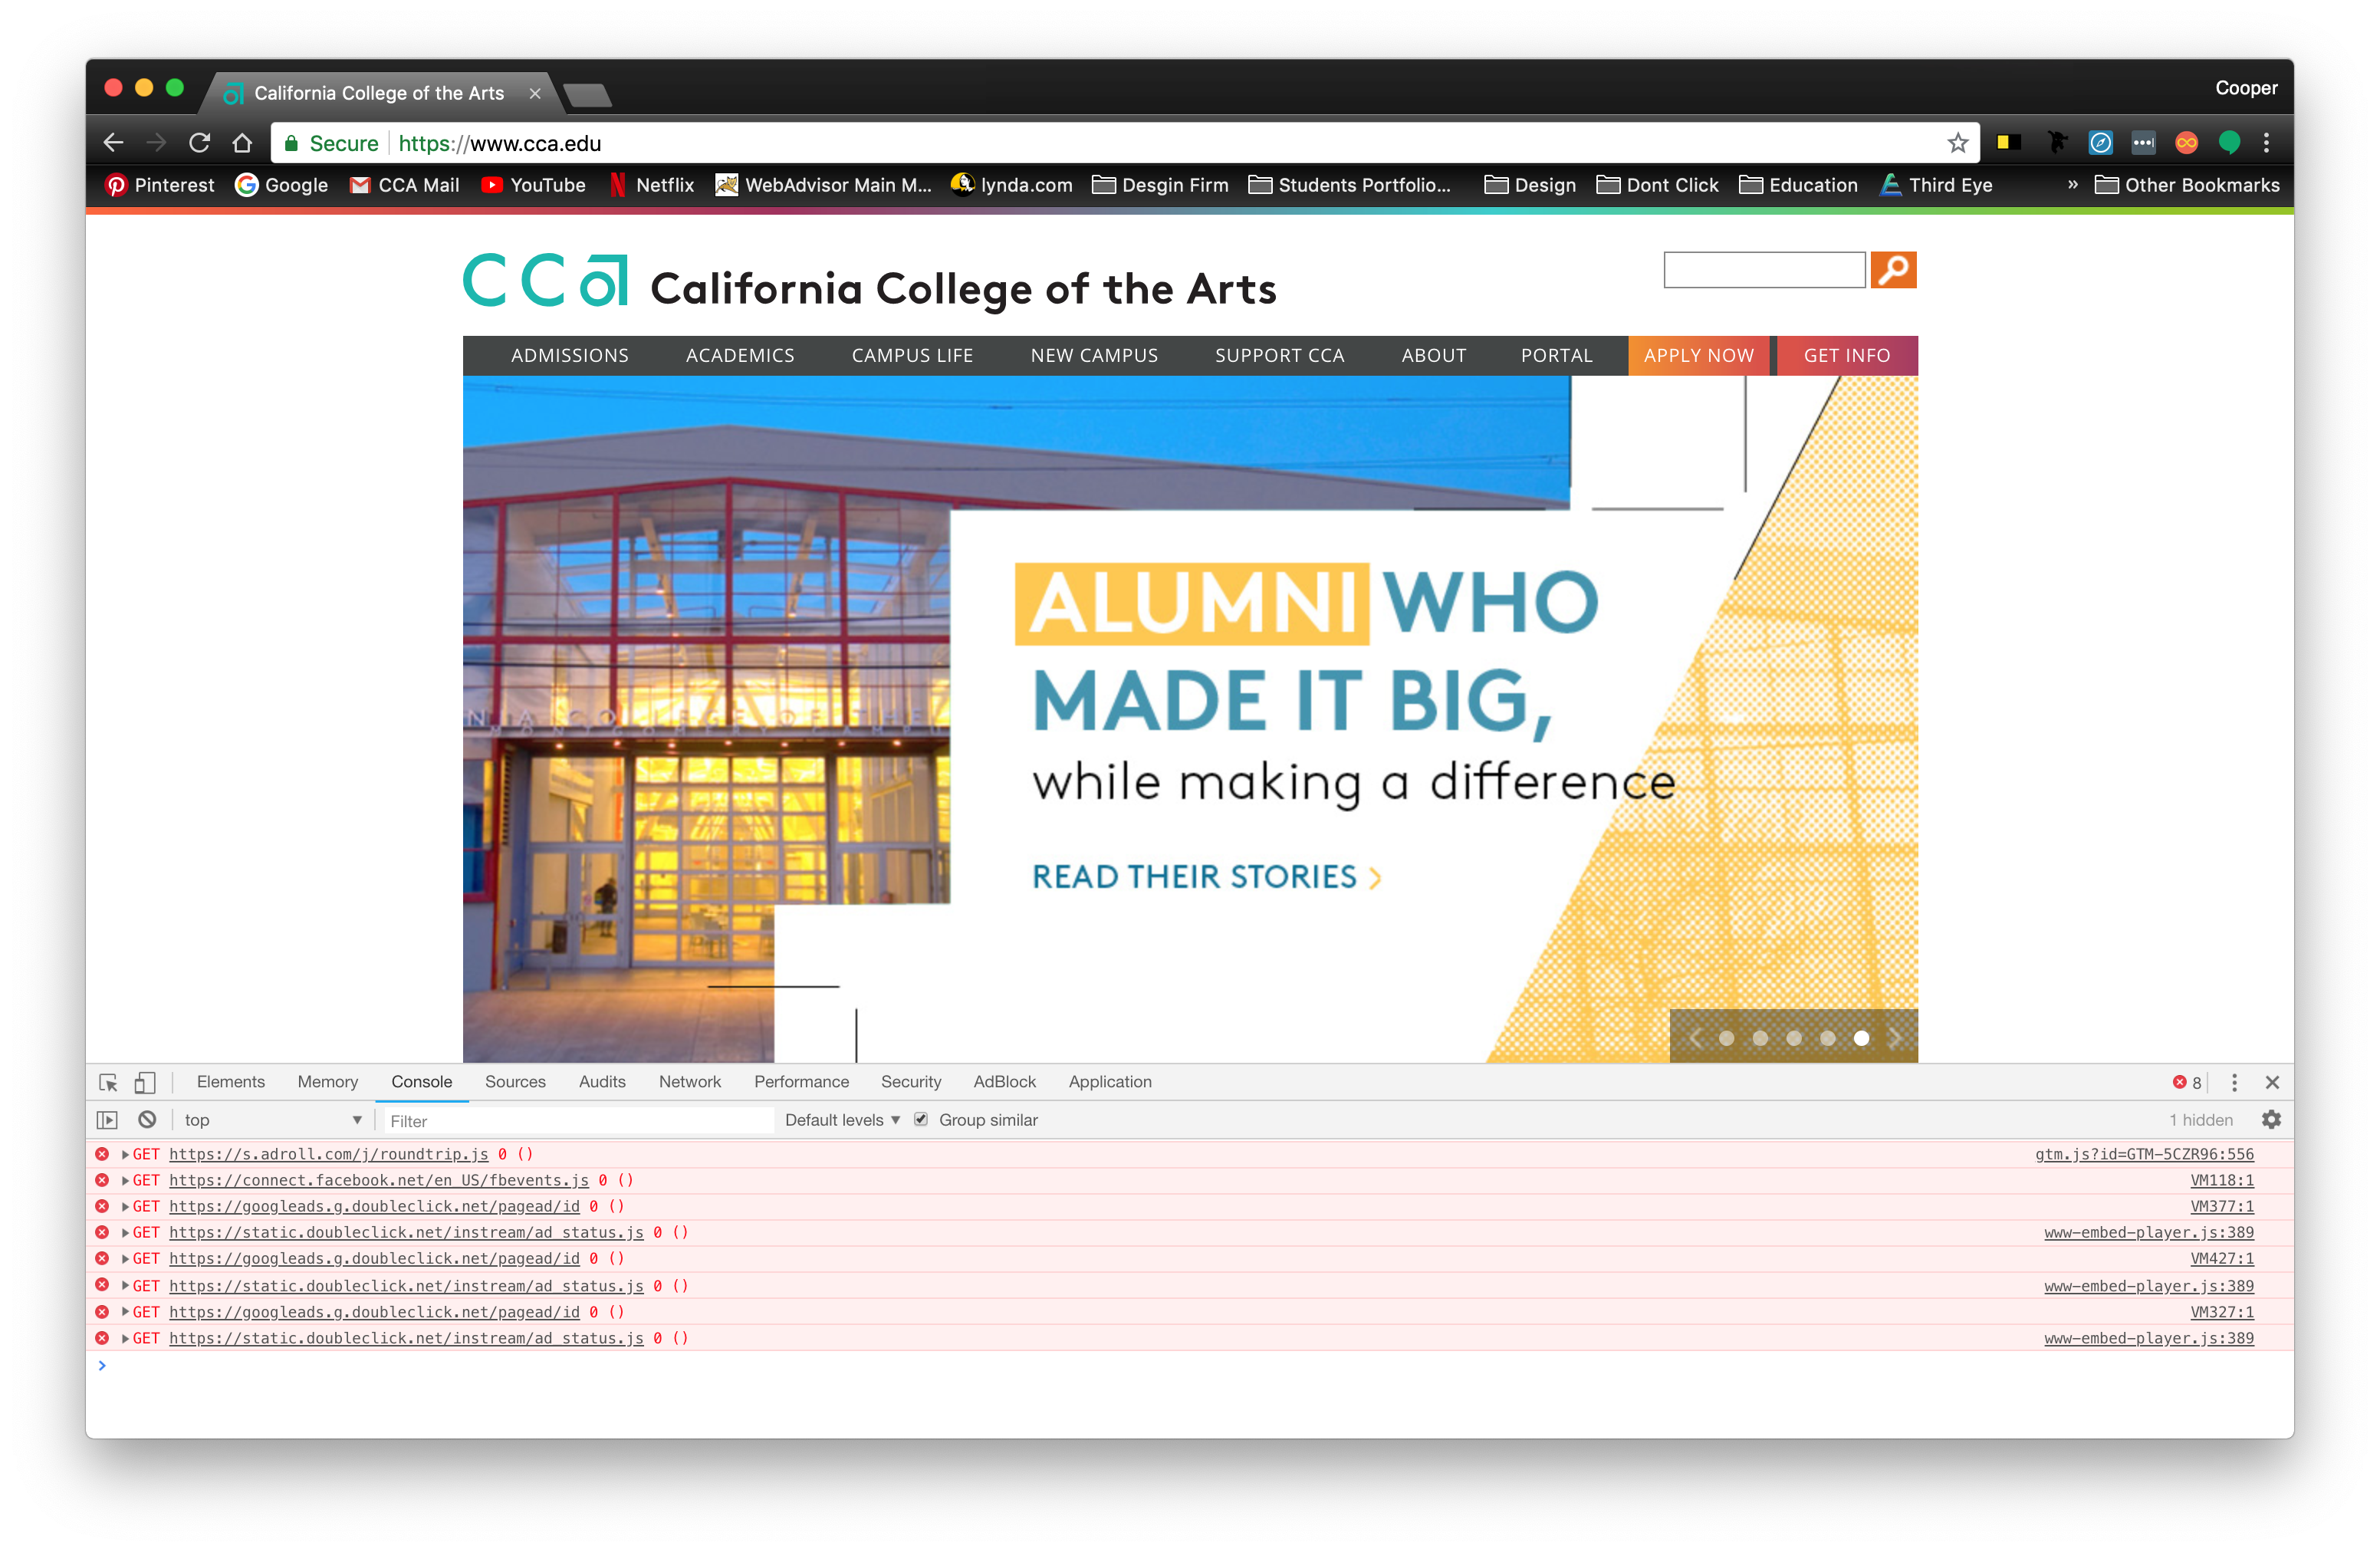 California College of the Arts
Cooper
Secure https://www.cca.edu
Pinterest Google CCA Mail YouTube Netflix WebAdvisor Main M... lynda.com Desgin Firm Students Portfolio... Design Dont Click Education Third Eye » Other Bookmarks
cca California College of the Arts
ADMISSIONS ACADEMICS CAMPUS LIFE NEW CAMPUS SUPPORT CCA ABOUT PORTAL APPLY NOW GET INFO
ALUMNI WHO
MADE IT BIG,
while making a difference
READ THEIR STORIES >
NIA COLLEGE OF THE
MONTGOMERY CAMPU
Elements Memory Console Sources Audits Network Performance Security AdBlock Application 8
top Filter Default levels Group similar 1 hidden
GET https://s.adroll.com/j/roundtrip.js 0 () gtm.js?id=GTM-5CZR96:556
GET https://connect.facebook.net/en_US/fbevents.js 0 () VM118:1
GET https://googleads.g.doubleclick.net/pagead/id 0 () VM377:1
GET https://static.doubleclick.net/instream/ad_status.js 0 () www-embed-player.js:389
GET https://googleads.g.doubleclick.net/pagead/id 0 () VM427:1
GET https://static.doubleclick.net/instream/ad_status.js 0 () www-embed-player.js:389
GET https://googleads.g.doubleclick.net/pagead/id 0 () VM327:1
GET https://static.doubleclick.net/instream/ad_status.js 0 () www-embed-player.js:389
>